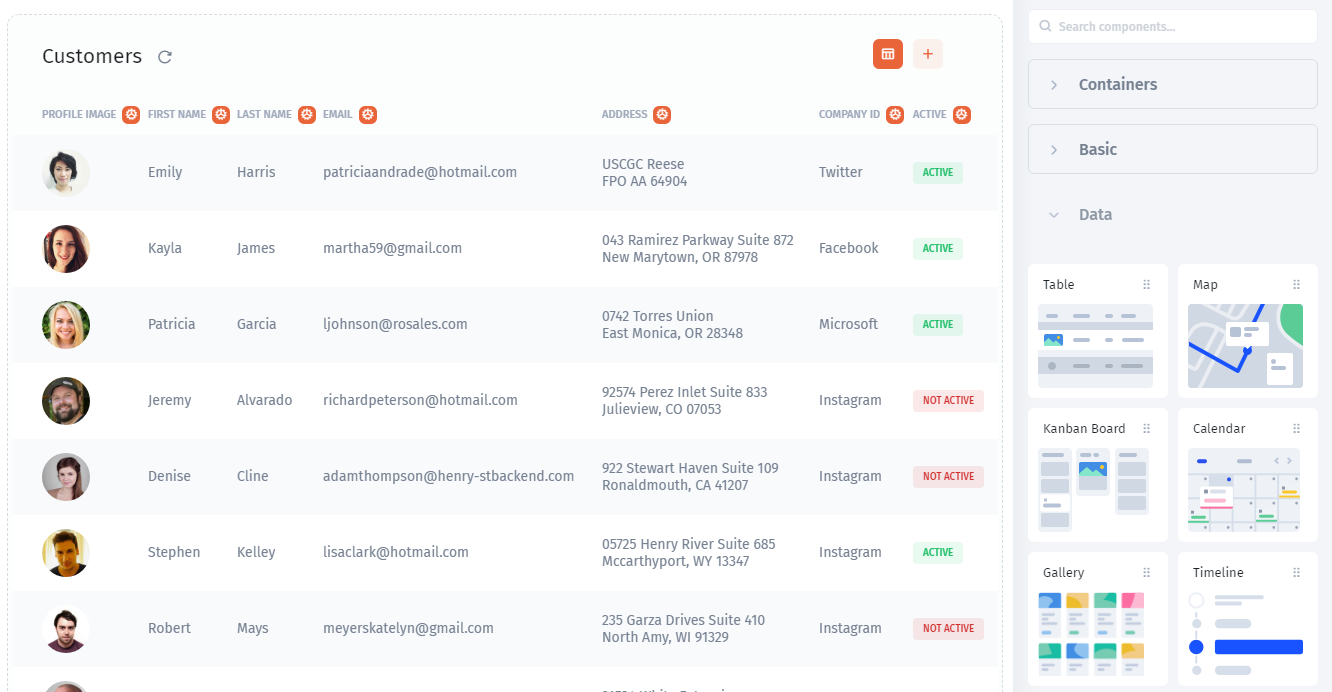 Customers
PROFILE IMAGE FIRST NAME LAST NAME EMAIL ADDRESS COMPANY ID ACTIVE
Emily Harris patriciaandrade@hotmail.com USCGC Reese Twitter ACTIVE
FPO AA 64904
Kayla James martha59@gmail.com 043 Ramirez Parkway Suite 872 Facebook ACTIVE
New Marytown, OR 87978
Patricia Garcia ljohnson@rosales.com 0742 Torres Union Microsoft ACTIVE
East Monica, OR 28348
Jeremy Alvarado richardpeterson@hotmail.com 92574 Perez Inlet Suite 833 Instagram NOT ACTIVE
Julieview, CO 07053
Denise Cline adamthompson@henry-stbackend.com 922 Stewart Haven Suite 109 Instagram NOT ACTIVE
Ronaldmouth, CA 41207
Stephen Kelley lisaclark@hotmail.com 05725 Henry River Suite 685 Instagram ACTIVE
Mccarthyport, WY 13347
Robert Mays meyerskatelyn@gmail.com 235 Garza Drives Suite 410 Instagram NOT ACTIVE
North Amy, WI 91329
Search components...
Containers
Basic
Data
Table Map
Kanban Board Calendar
Gallery Timeline